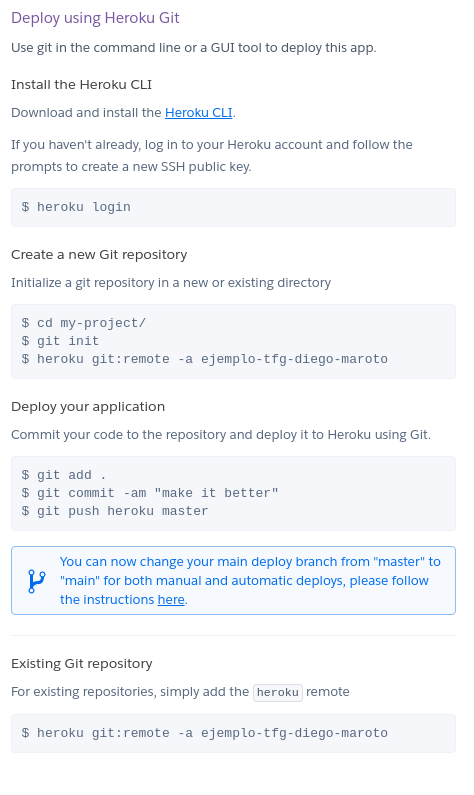 Deploy using Heroku Git
Use git in the command line or a GUI tool to deploy this app.
Install the Heroku CLI
Download and install the Heroku CLI.
If you haven't already, log in to your Heroku account and follow the
prompts to create a new SSH public key.
$ heroku login
Create a new Git repository
Initialize a git repository in a new or existing directory
$ cd my-project/
$ git init
$ heroku git:remote -a ejemplo-tfg-diego-maroto
Deploy your application
Commit your code to the repository and deploy it to Heroku using Git.
$ git add .
$ git commit -am "make it better"
$ git push heroku master
You can now change your main deploy branch from "master" to
"main" for both manual and automatic deploys, please follow
the instructions here.
Existing Git repository
For existing repositories, simply add the heroku remote
$ heroku git:remote -a ejemplo-tfg-diego-maroto